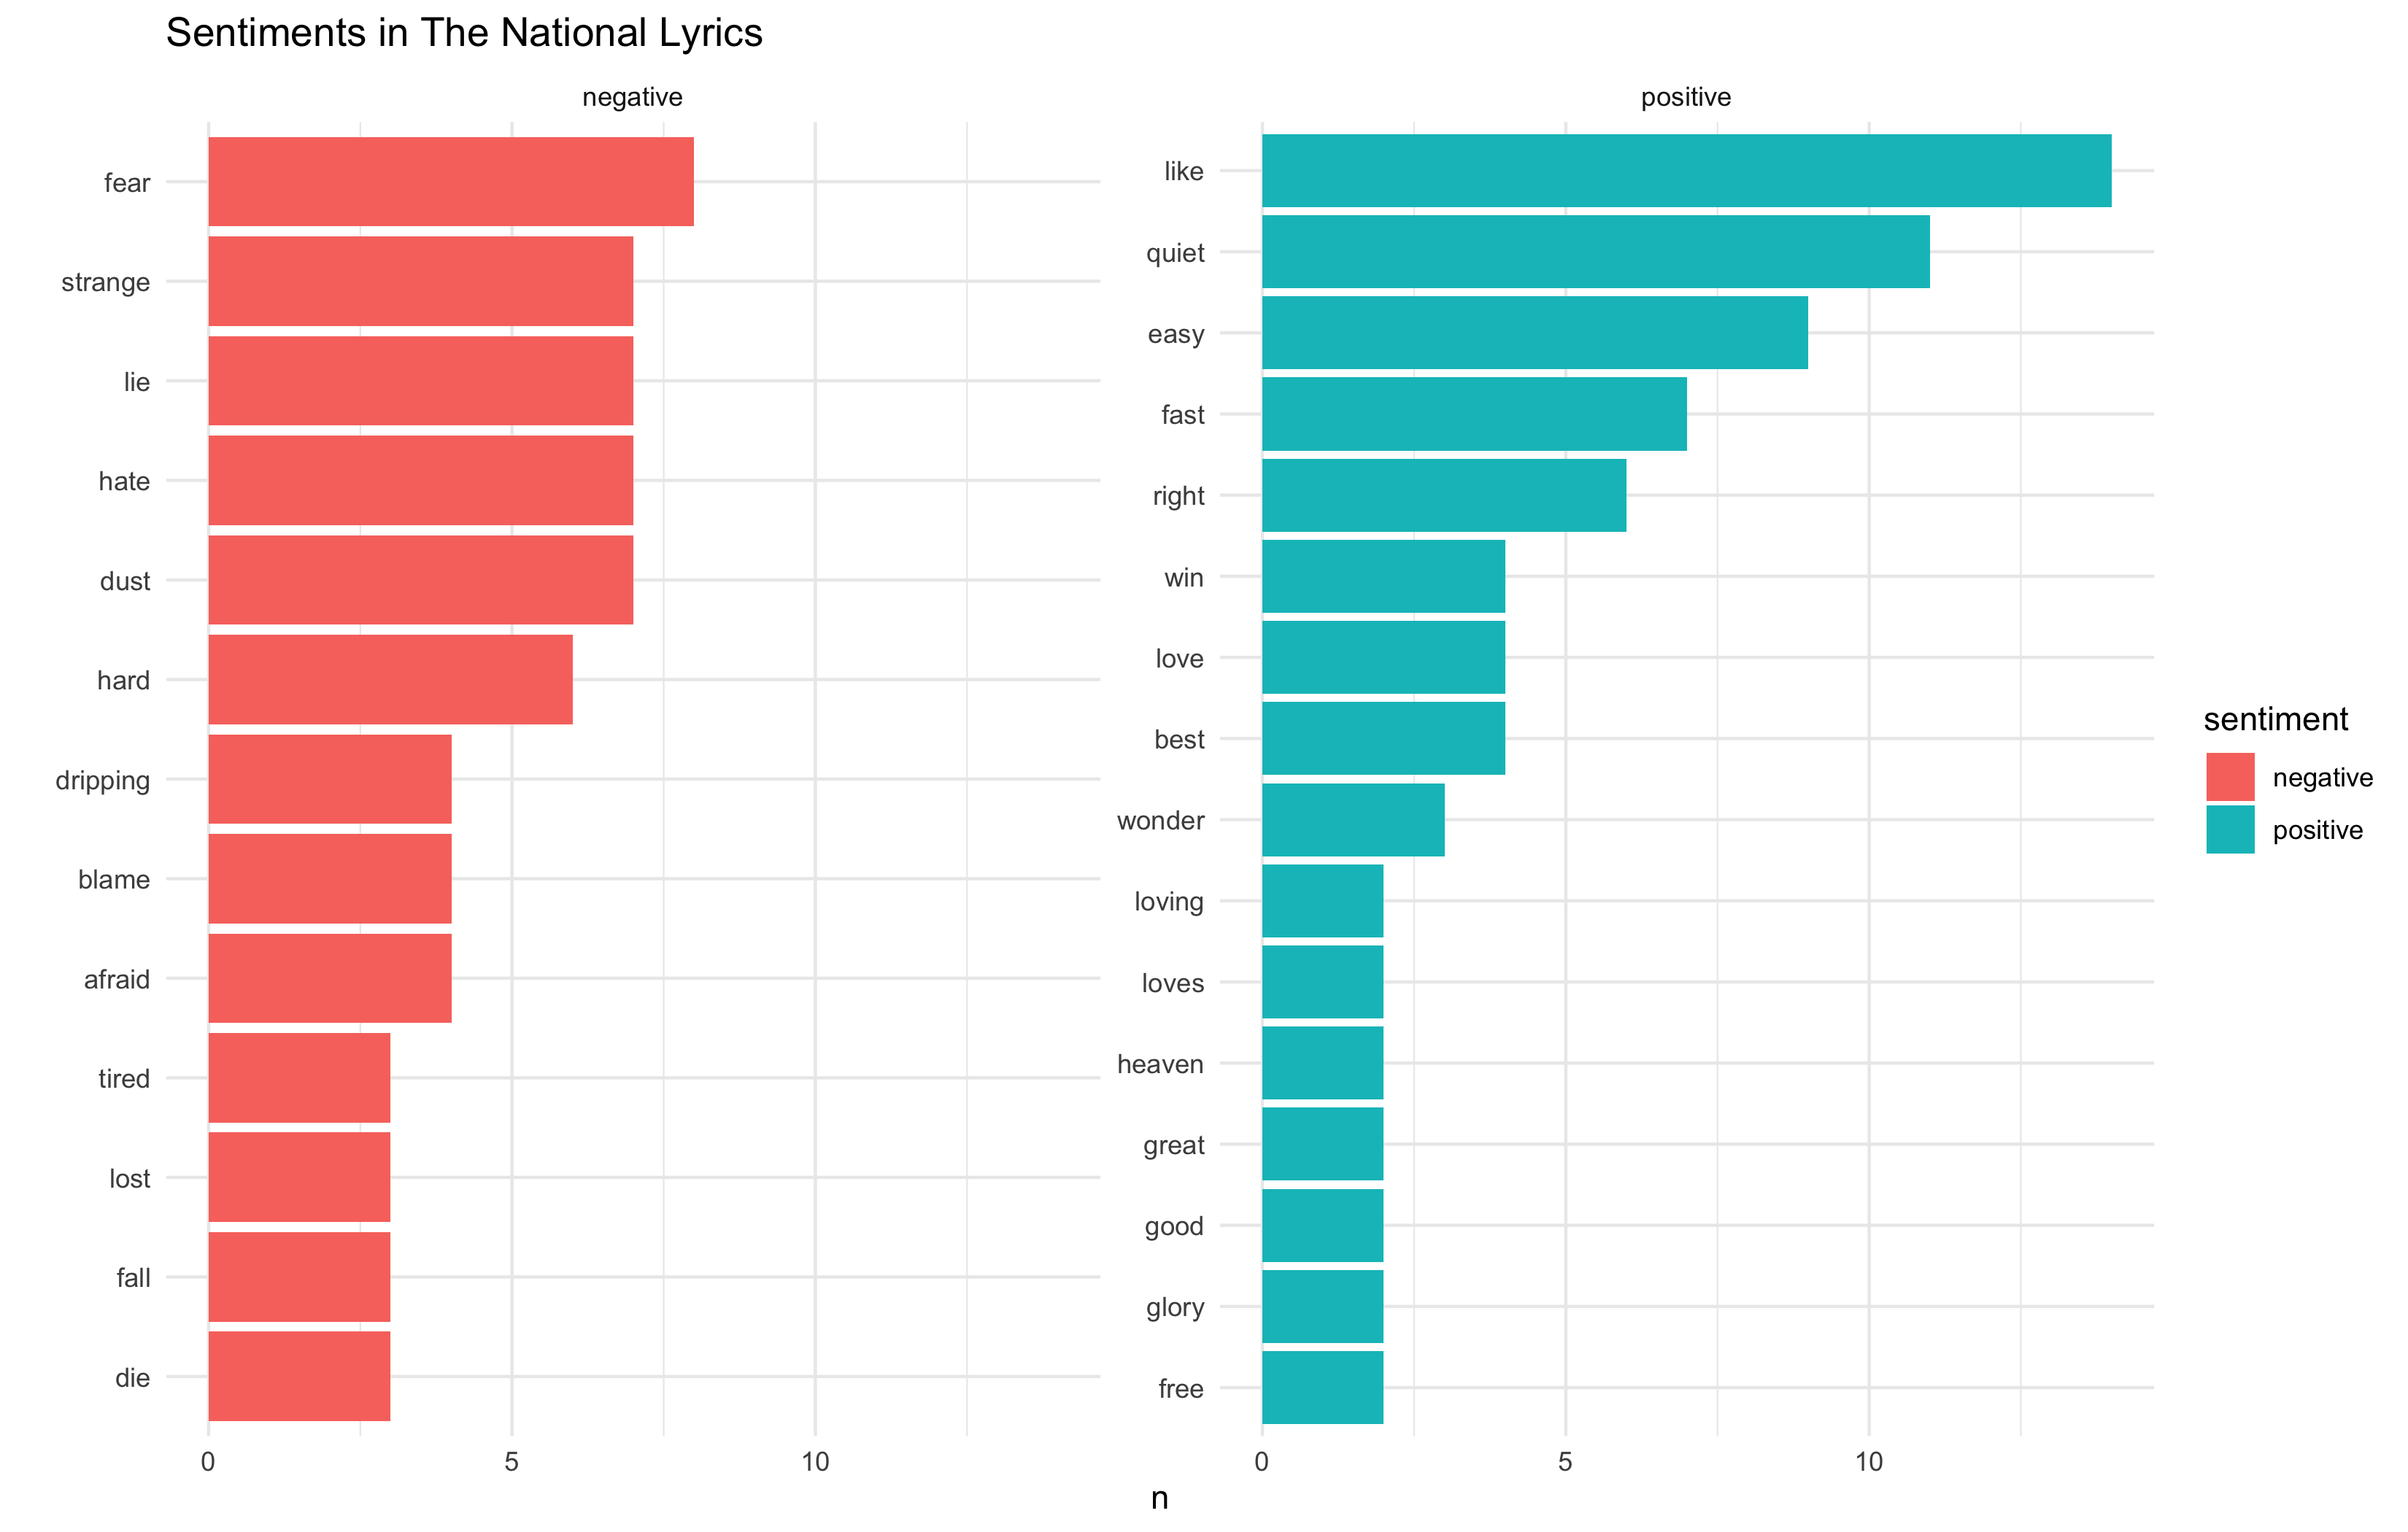 Sentiments in The National Lyrics
negative
fear
strange
lie
hate
dust
hard
dripping
blame
afraid
tired
lost
fall
die
0 5 10
positive
like
quiet
easy
fast
right
win
love
best
wonder
loving
loves
heaven
great
good
glory
free
0 5 10
n
sentiment
negative
positive